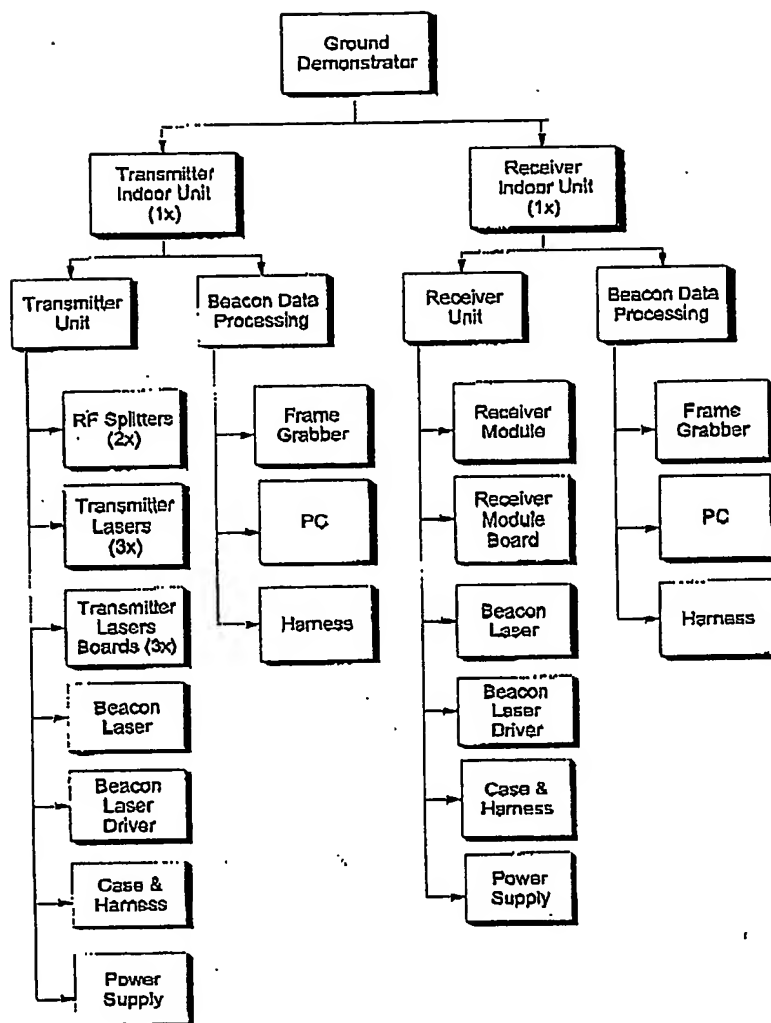 Ground
Demonstrator
Transmitter
Indoor Unit
(1x)
Receiver
Indoor Unit
(1x)
Transmitter
Unit
Beacon Data
Processing
Receiver
Unit
Beacon Data
Processing
RF Splitters
(2x)
Transmitter
Lasers
(3x)
Transmitter
Lasers
Boards (3x)
Beacon
Laser
Beacon
Laser
Driver
Case &
Harness
Power
Supply
Frame
Grabber
PC
Harness
Receiver
Module
Receiver
Module
Board
Beacon
Laser
Beacon
Laser
Driver
Case &
Harness
Power
Supply
Frame
Grabber
PC
Harness